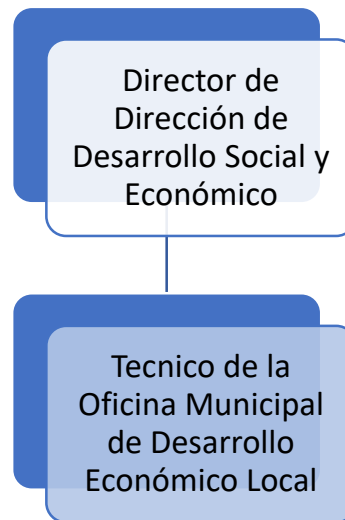 Director de
Dirección de
Desarrollo Social y
Económico
Tecnico de la
Oficina Municipal
de Desarrollo
Económico Local